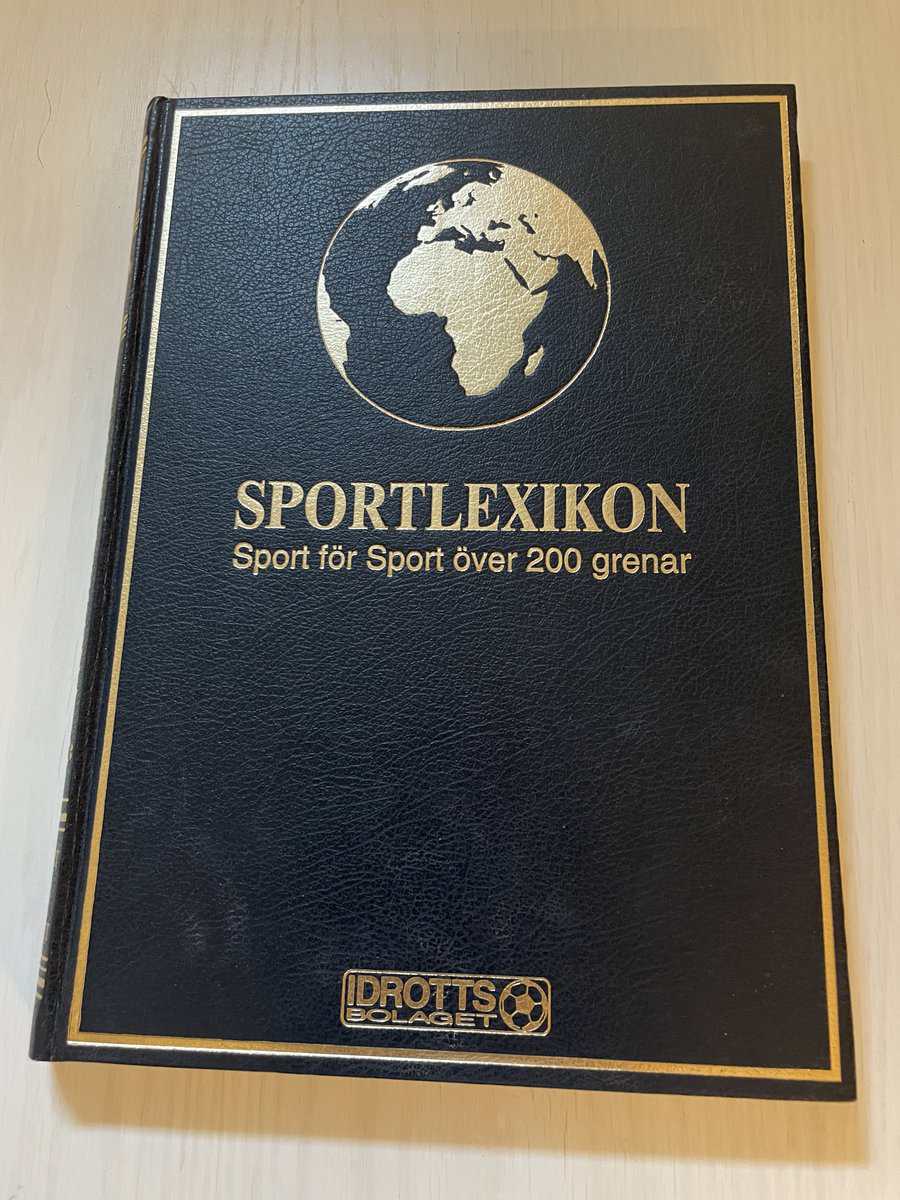 SPORTLEXIKON
Sport för Sport över 200 grenar
IDROTTS
BOLAGET